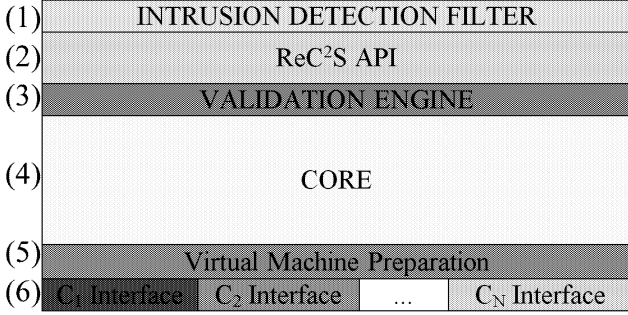 (1) INTRUSION DETECTION FILTER
(2) ReC²S API
(3) VALIDATION ENGINE
(4) CORE
(5) Virtual Machine Preparation
(6) C₁ Interface C₂ Interface ... C_N Interface